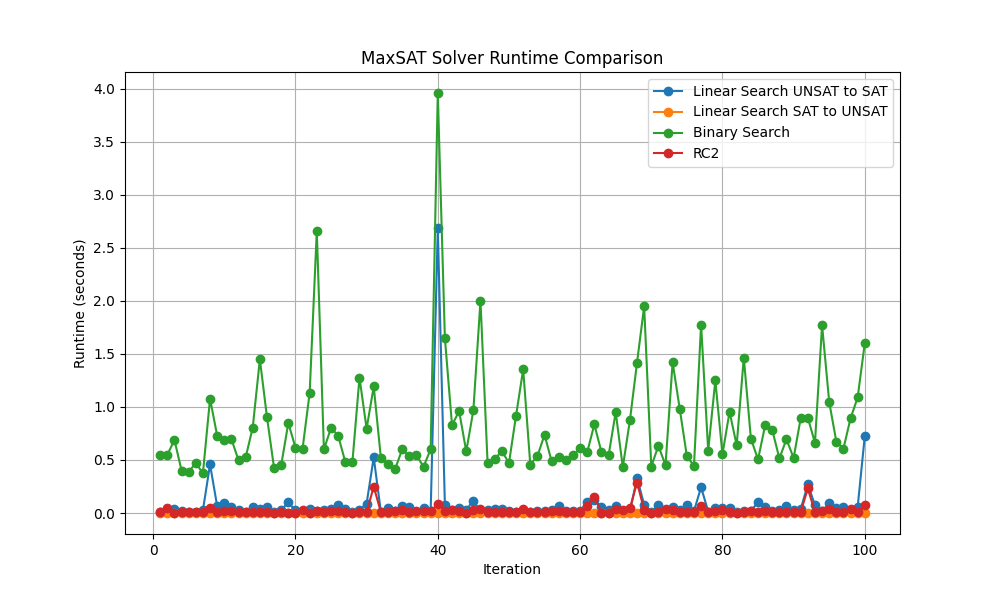 MaxSAT Solver Runtime Comparison
Linear Search UNSAT to SAT
Linear Search SAT to UNSAT
Binary Search
RC2
Runtime (seconds)
4.0
3.5
3.0
2.5
2.0
1.5
1.0
0.5
0.0
0 20 40 60 80 100
Iteration